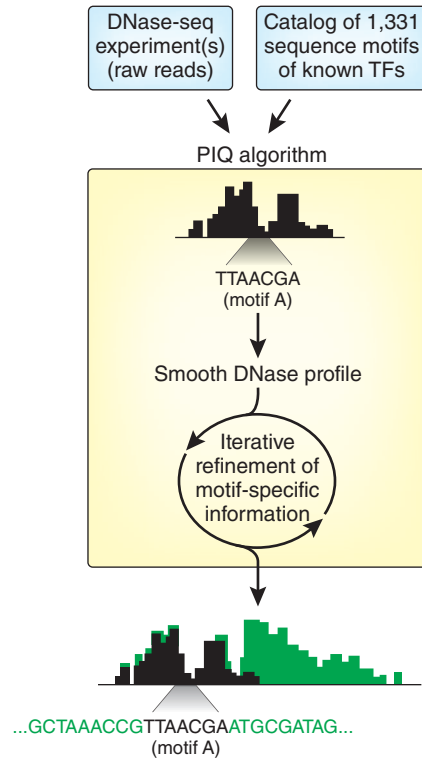 DNase-seq
experiment(s)
(raw reads)
Catalog of 1,331
sequence motifs
of known TFs
PIQ algorithm
TTAACGA
(motif A)
Smooth DNase profile
Iterative
refinement of
motif-specific
information
...GCTAAACCGTTAACGAATGCGATAG...
(motif A)